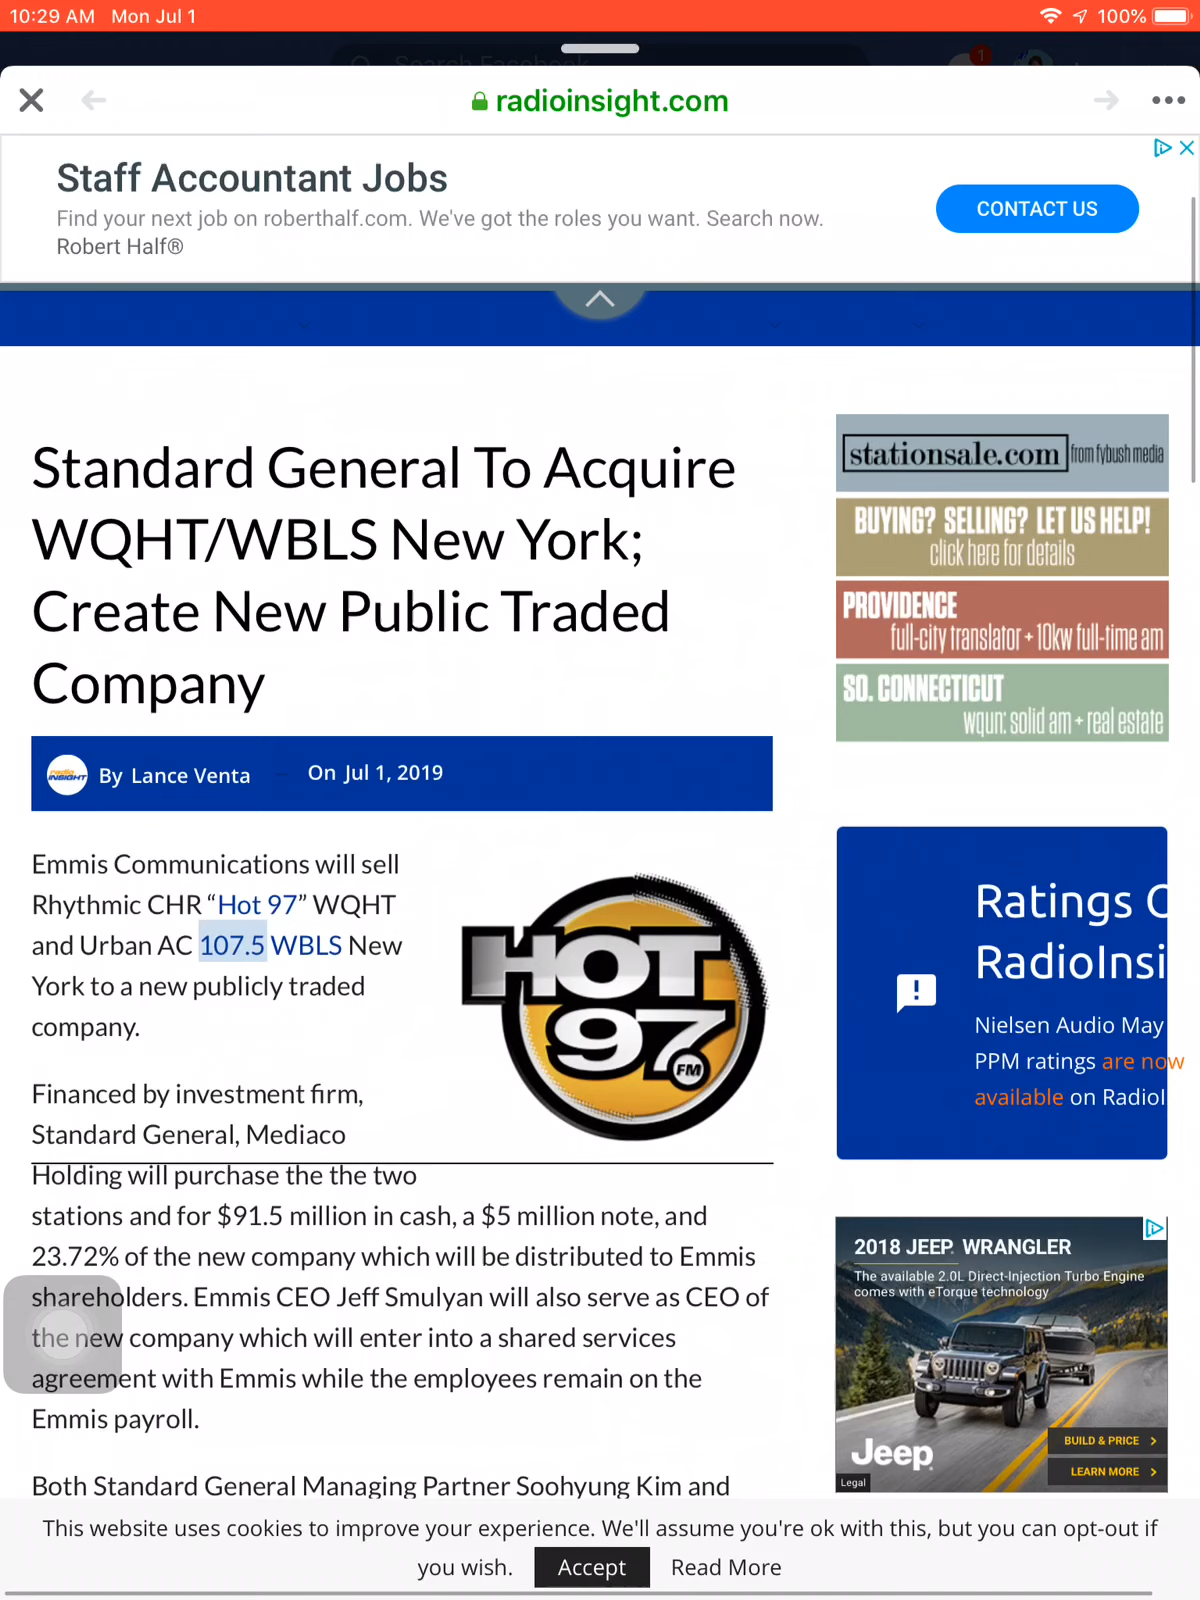 10:29 AM Mon Jul 1
100%
Search Facebook
1
radioinsight.com
Staff Accountant Jobs
Find your next job on roberthalf.com. We've got the roles you want. Search now.
Robert Half®
CONTACT US
Standard General To Acquire
WQHT/WBLS New York;
Create New Public Traded
Company
radio
INSIGHT
By Lance Venta
On Jul 1, 2019
Emmis Communications will sell
Rhythmic CHR “Hot 97” WQHT
and Urban AC 107.5 WBLS New
York to a new publicly traded
company.
HOT
97
FM
Financed by investment firm,
Standard General, Mediaco
Holding will purchase the the two
stations and for $91.5 million in cash, a $5 million note, and
23.72% of the new company which will be distributed to Emmis
shareholders. Emmis CEO Jeff Smulyan will also serve as CEO of
the new company which will enter into a shared services
agreement with Emmis while the employees remain on the
Emmis payroll.
Both Standard General Managing Partner Soohyung Kim and
stationsale.com from fybush media
BUYING? SELLING? LET US HELP!
click here for details
PROVIDENCE
full-city translator + 10kw full-time am
SO. CONNECTICUT
wqun: solid am + real estate
Ratings
RadioInsi
Nielsen Audio May
PPM ratings are now
available on RadioI
2018 JEEP WRANGLER
The available 2.0L Direct-Injection Turbo Engine
comes with eTorque technology
BUILD & PRICE >
Jeep
LEARN MORE >
Legal
This website uses cookies to improve your experience. We'll assume you're ok with this, but you can opt-out if
you wish. Accept Read More